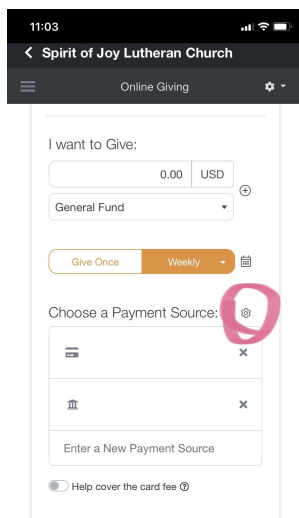 11:03
Spirit of Joy Lutheran Church
Online Giving
I want to Give:
0.00 USD
General Fund
Give Once Weekly
Choose a Payment Source:
Enter a New Payment Source
Help cover the card fee